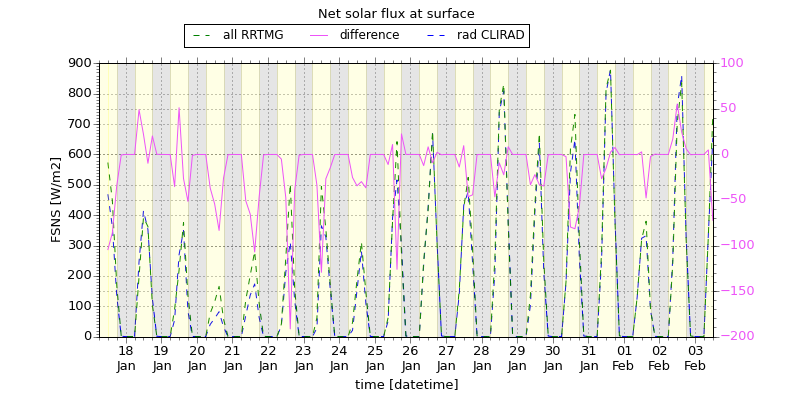 Net solar flux at surface
all RRTMG difference rad CLIRAD
900 800 700 600 500 400 300 200 100 0
FSNS [W/m2]
100 50 0 −50 −100 −150 −200
18 19 20 21 22 23 24 25 26 27 28 29 30 31 01 02 03
Jan Jan Jan Jan Jan Jan Jan Jan Jan Jan Jan Jan Jan Jan Feb Feb Feb
time [datetime]